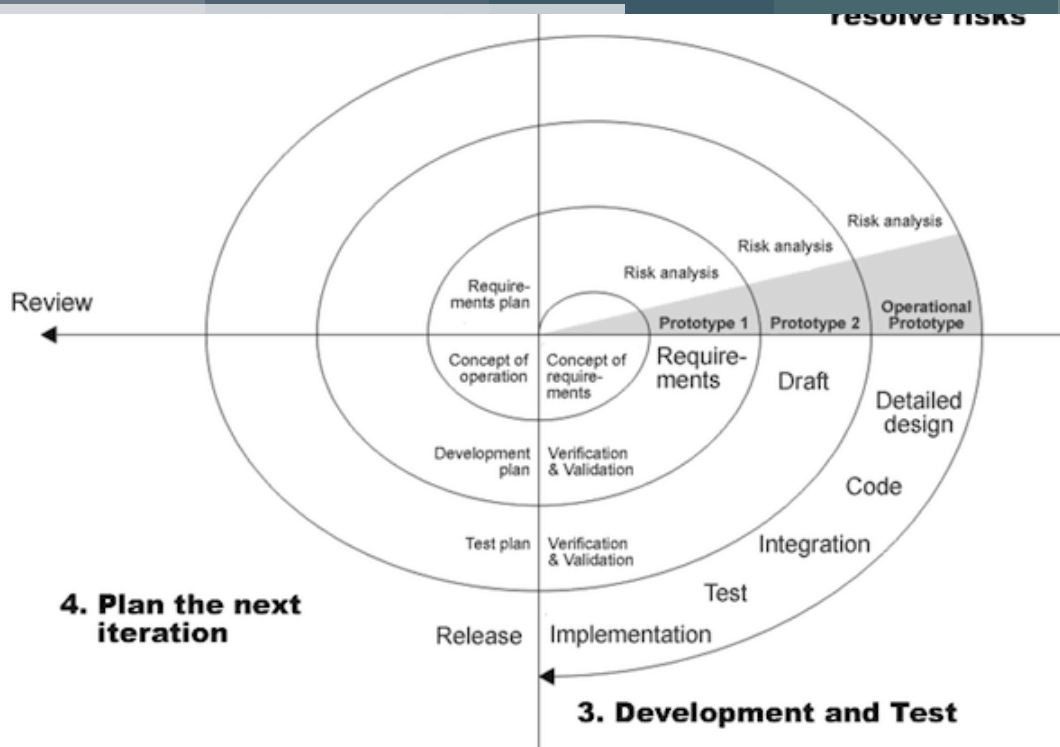 resolve risks
Risk analysis
Risk analysis
Risk analysis
Require-
ments plan
Review
Operational
Prototype
Prototype 1
Prototype 2
Concept of
operation
Concept of
require-
ments
Require-
ments
Draft
Detailed
design
Development
plan
Verification
& Validation
Code
Test plan
Verification
& Validation
Integration
Test
4. Plan the next
iteration
Release
Implementation
3. Development and Test